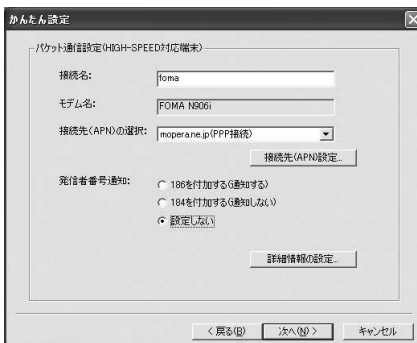 かんたん設定
パケット通信設定(HIGH-SPEED対応端末)
接続名: foma
モデム名: FOMA N906i
接続先(APN)の選択: mopera.ne.jp(PPP接続)
接続先(APN)設定...
発信者番号通知: 186を付加する(通知する)
184を付加する(通知しない)
設定しない
詳細情報の設定...
< 戻る(B) 次へ(N) > キャンセル